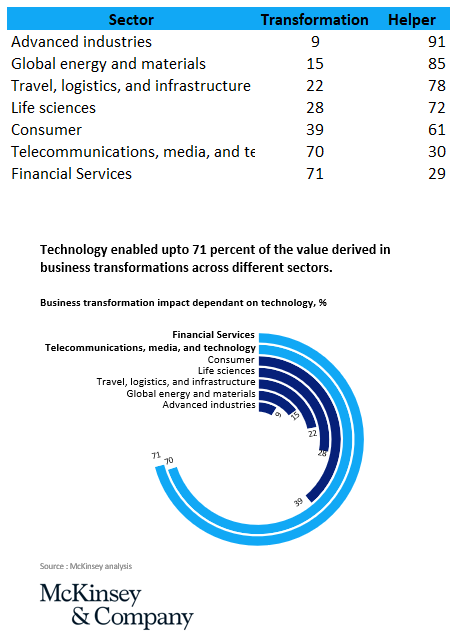 Sector Transformation Helper
Advanced industries 9 91
Global energy and materials 15 85
Travel, logistics, and infrastructure 22 78
Life sciences 28 72
Consumer 39 61
Telecommunications, media, and te 70 30
Financial Services 71 29
Technology enabled upto 71 percent of the value derived in
business transformations across different sectors.
Business transformation impact dependant on technology, %
Financial Services
Telecommunications, media, and technology
Consumer
Life sciences
Travel, logistics, and infrastructure
Global energy and materials
Advanced industries
9
15
22
28
71
70
39
Source : McKinsey analysis
McKinsey
& Company